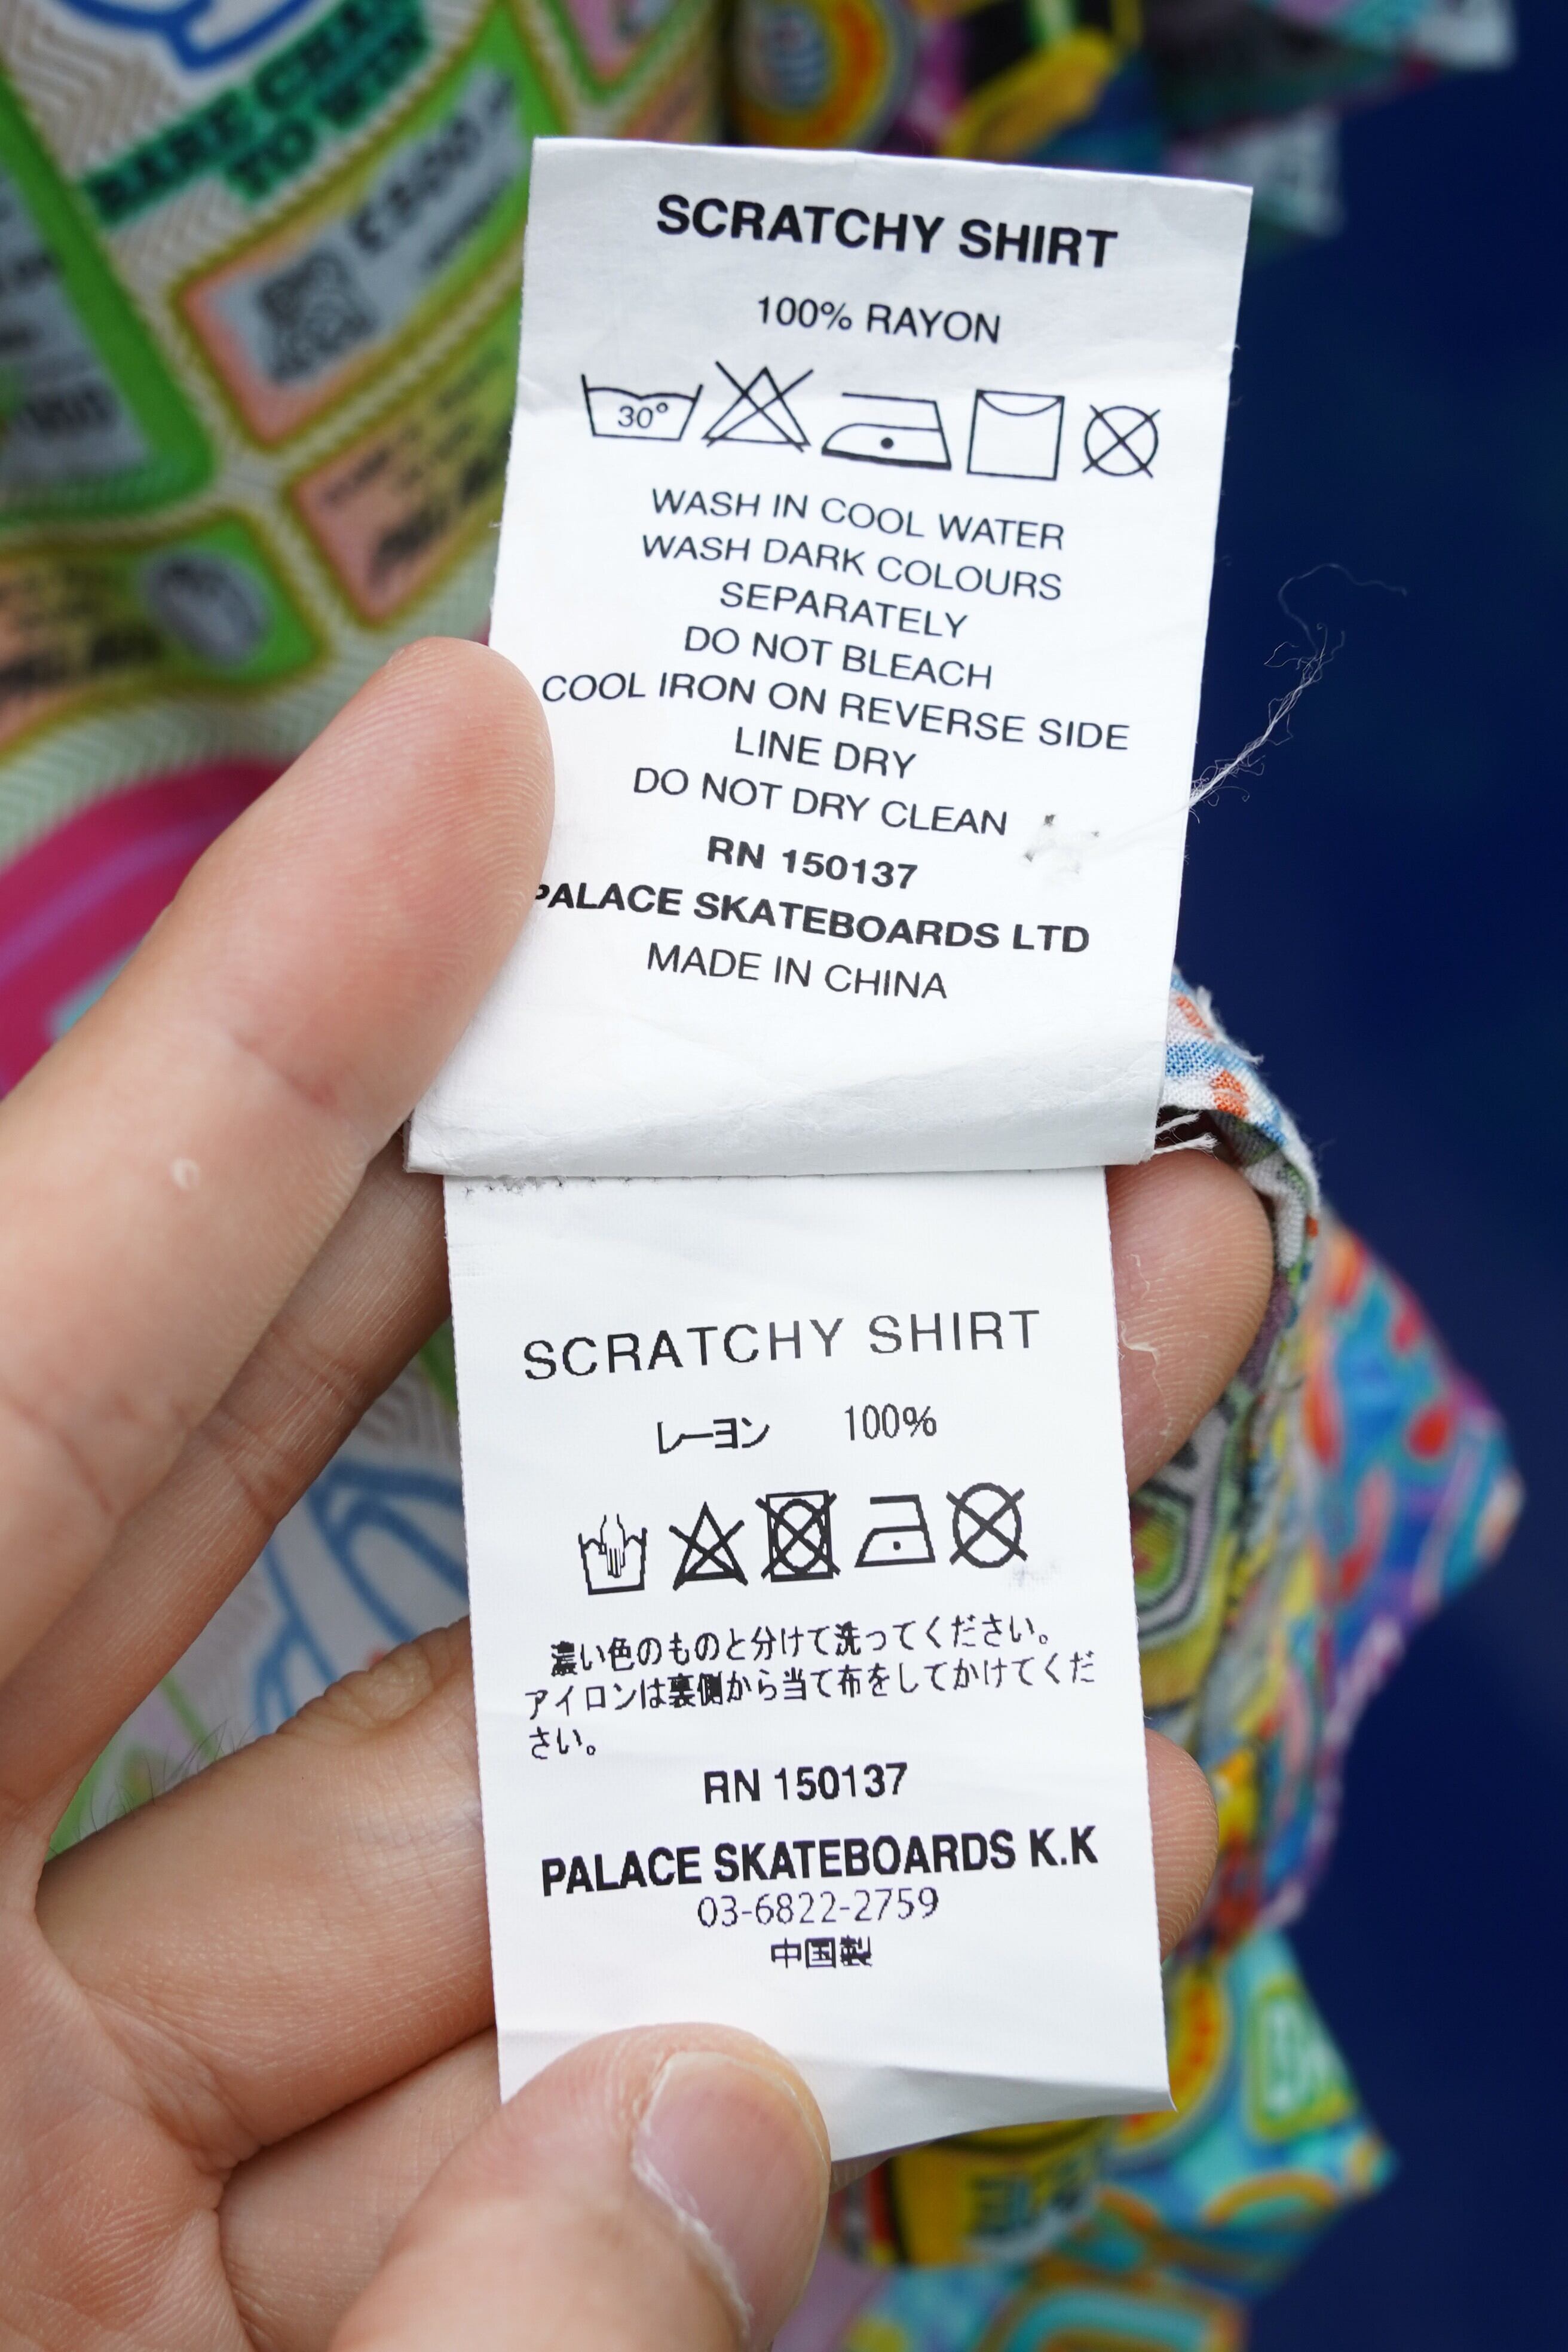 SCRATCHY SHIRT
100% RAYON
30°
WASH IN COOL WATER
WASH DARK COLOURS
SEPARATELY
DO NOT BLEACH
COOL IRON ON REVERSE SIDE
LINE DRY
DO NOT DRY CLEAN
RN 150137
PALACE SKATEBOARDS LTD
MADE IN CHINA
SCRATCHY SHIRT
レーヨン 100%
濃い色のものと分けて洗ってください。
アイロンは裏側から当て布をしてかけてくだ
さい。
RN 150137
PALACE SKATEBOARDS K.K
03-6822-2759
中国製